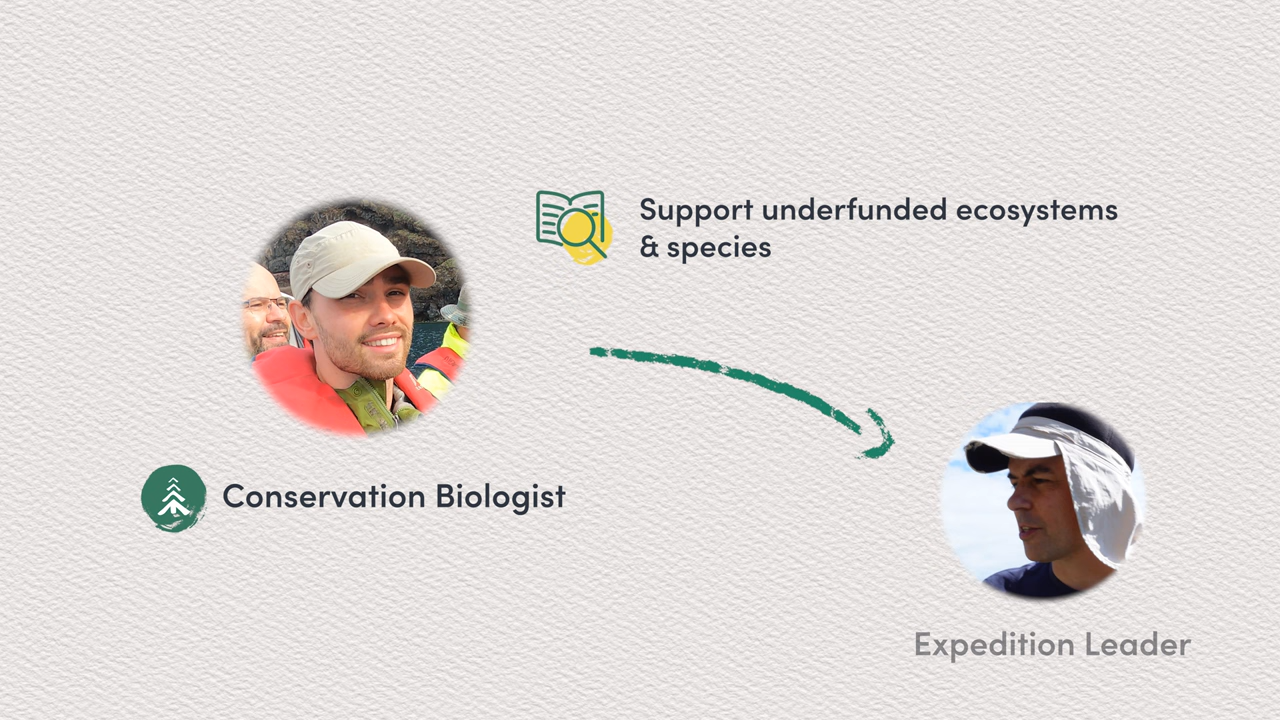 Support underfunded ecosystems
& species
Conservation Biologist
Expedition Leader